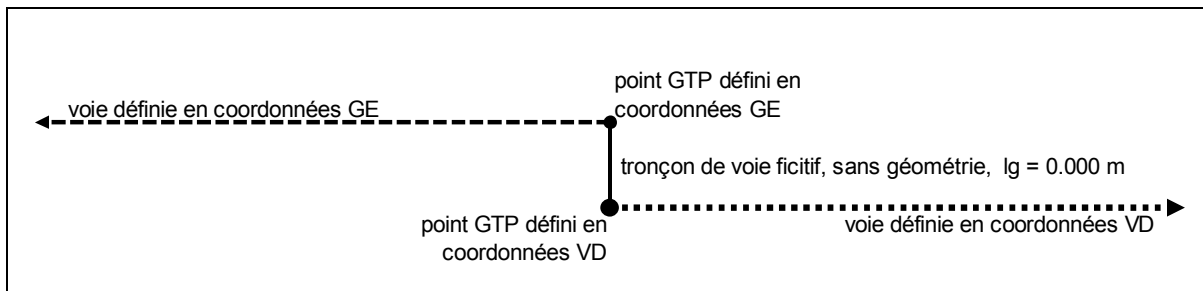 point GTP défini en
coordonnées GE
voie définie en coordonnées GE
tronçon de voie ficitif, sans géométrie, lg = 0.000 m
point GTP défini en
coordonnées VD
voie définie en coordonnées VD